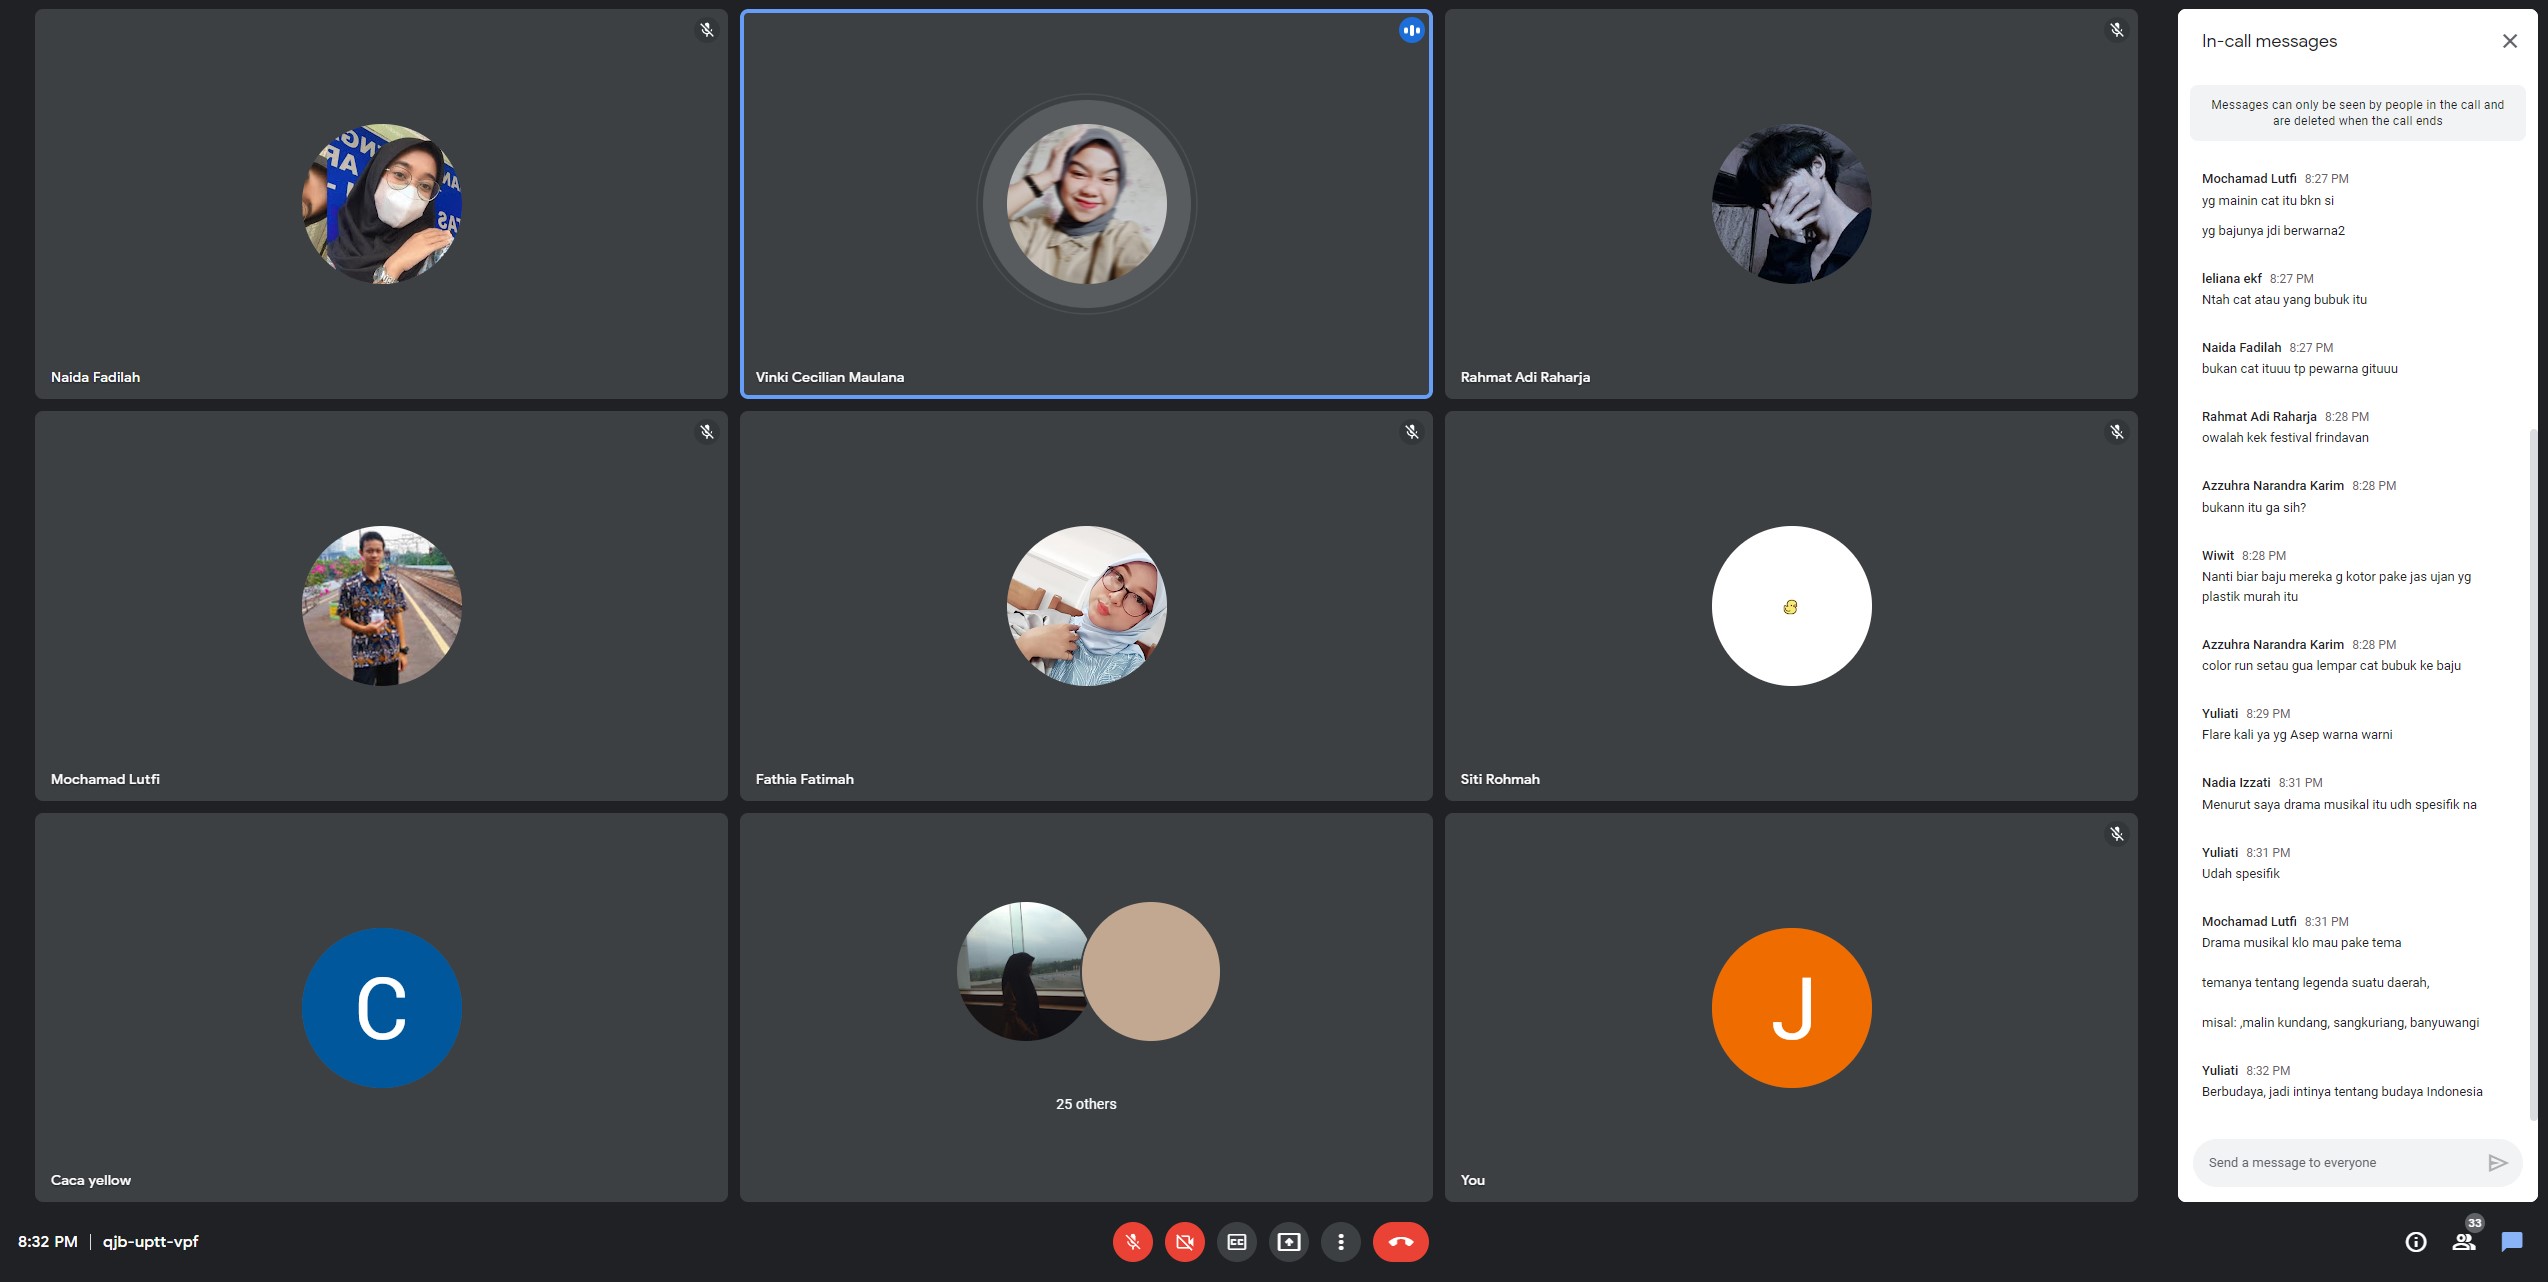 Naida Fadilah
Vinki Cecilian Maulana
Rahmat Adi Raharja
Mochamad Lutfi
Fathia Fatimah
Siti Rohmah
C
Caca yellow
25 others
J
You
In-call messages
Messages can only be seen by people in the call and
are deleted when the call ends
Mochamad Lutfi 8:27 PM
yg mainin cat itu bkn si
yg bajunya jdi berwarna2
leliana ekf 8:27 PM
Ntah cat atau yang bubuk itu
Naida Fadilah 8:27 PM
bukan cat ituuu tp pewarna gituuu
Rahmat Adi Raharja 8:28 PM
owalah kek festival frindavan
Azzuhra Narandra Karim 8:28 PM
bukann itu ga sih?
Wiwit 8:28 PM
Nanti biar baju mereka g kotor pake jas ujan yg
plastik murah itu
Azzuhra Narandra Karim 8:28 PM
color run setau gua lempar cat bubuk ke baju
Yuliati 8:29 PM
Flare kali ya yg Asep warna warni
Nadia Izzati 8:31 PM
Menurut saya drama musikal itu udh spesifik na
Yuliati 8:31 PM
Udah spesifik
Mochamad Lutfi 8:31 PM
Drama musikal klo mau pake tema
temanya tentang legenda suatu daerah,
misal: ,malin kundang, sangkuriang, banyuwangi
Yuliati 8:32 PM
Berbudaya, jadi intinya tentang budaya Indonesia
Send a message to everyone
8:32 PM | qjb-uptt-vpf
CC
33